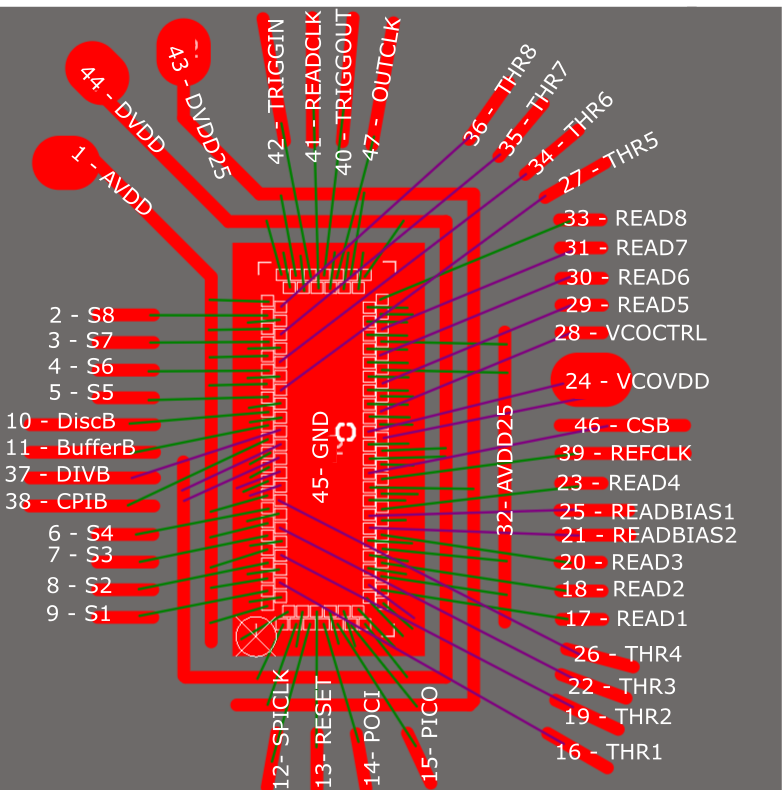 42 - TRIGGIN
41 - READCLK
40 - TRIGGOUT
47 - OUTCLK
43 - DVDD25
44 - DVDD
1 - AVDD
36 - THR8
35 - THR7
34 - THR6
27 - THR5
33 - READ8
31 - READ7
30 - READ6
29 - READ5
28 - VCOCTRL
24 - VCOVDD
46 - CSB
39 - REFCLK
23 - READ4
25 - READBIAS1
21 - READBIAS2
20 - READ3
18 - READ2
17 - READ1
26 - THR4
22 - THR3
19 - THR2
16 - THR1
32- AVDD25
45- GND
2 - S8
3 - S7
4 - S6
5 - S5
10 - DiscB
11 - BufferB
37 - DIVB
38 - CPIB
6 - S4
7 - S3
8 - S2
9 - S1
12- SPICLK
13- RESET
14- POCI
15- PICO